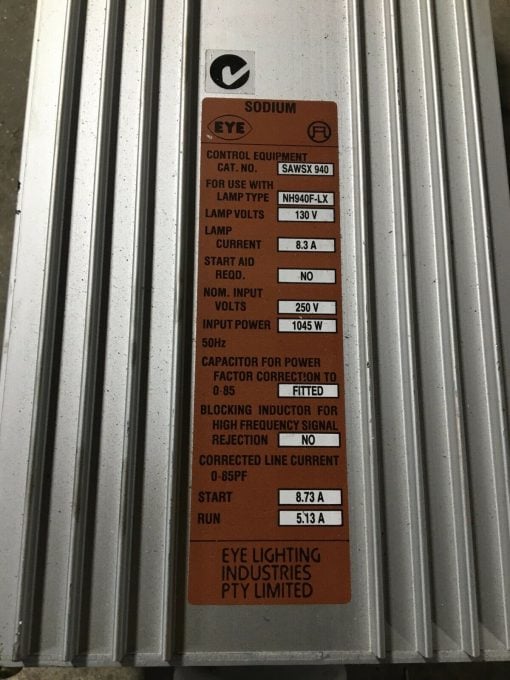 SODIUM
EYE
CONTROL EQUIPMENT
CAT. NO. SAWSX 940
FOR USE WITH
LAMP TYPE NH940F-LX
LAMP VOLTS 130 V
LAMP
CURRENT 8.3 A
START AID
REQD. NO
NOM. INPUT
VOLTS 250 V
INPUT POWER 1045 W
50Hz
CAPACITOR FOR POWER
FACTOR CORRECTION TO
0·85 FITTED
BLOCKING INDUCTOR FOR
HIGH FREQUENCY SIGNAL
REJECTION NO
CORRECTED LINE CURRENT
0·85PF
START 8.73 A
RUN 5.13 A
EYE LIGHTING
INDUSTRIES
PTY LIMITED